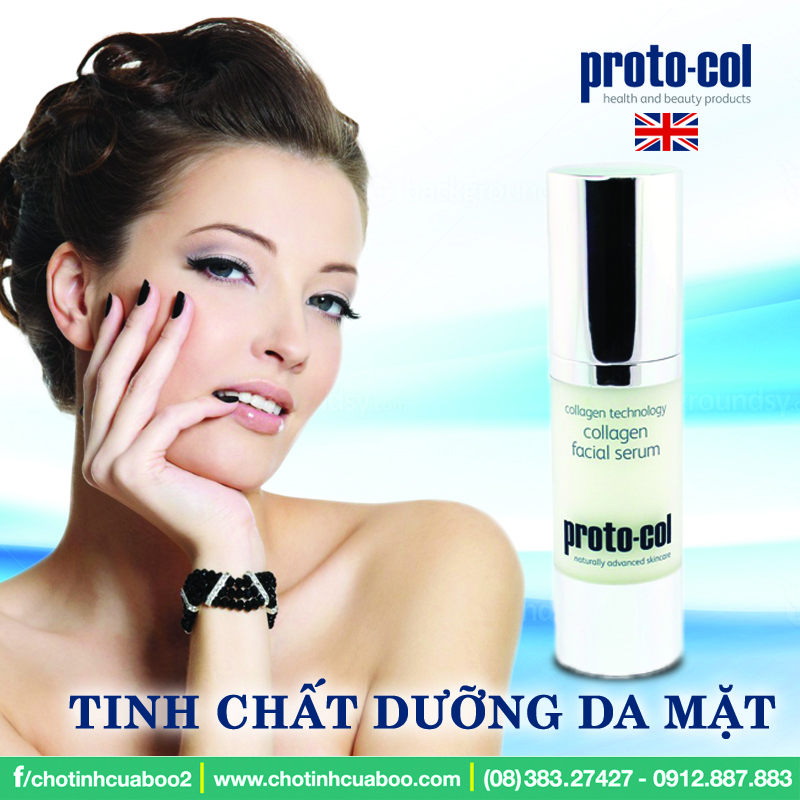 proto-col
health and beauty products
collagen technology
collagen
facial serum
proto-col
naturally advanced skincare
TINH CHẤT DƯỠNG DA MẶT
f/chotinhcuaboo2 | www.chotinhcuaboo.com | (08)383.27427 - 0912.887.883